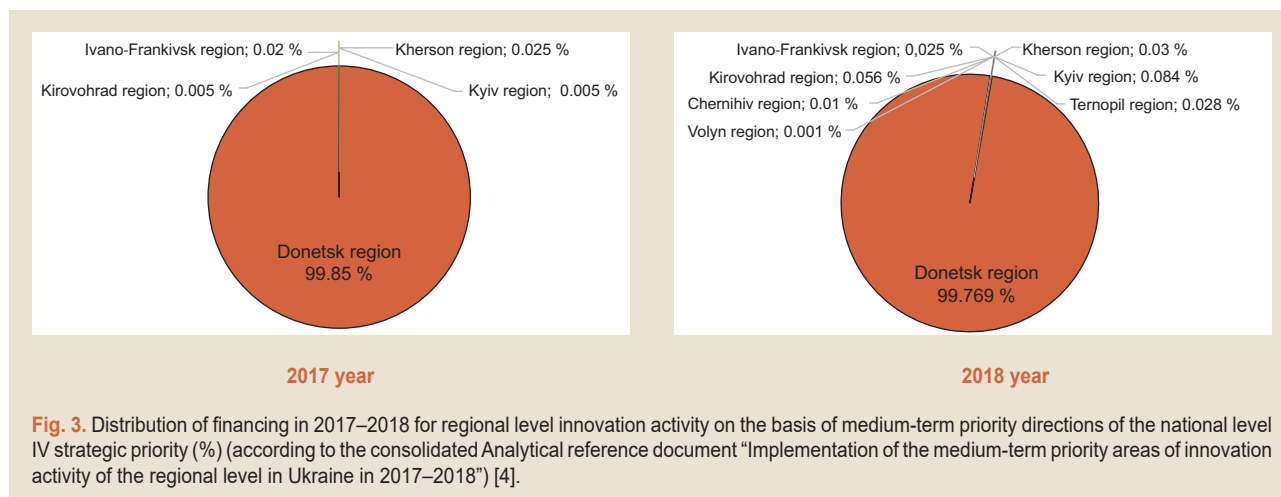 Ivano-Frankivsk region; 0.02 %
Kherson region; 0.025 %
Kirovohrad region; 0.005 %
Kyiv region; 0.005 %
Donetsk region
99.85 %
2017 year
Ivano-Frankivsk region; 0,025 %
Kherson region; 0.03 %
Kirovohrad region; 0.056 %
Kyiv region; 0.084 %
Chernihiv region; 0.01 %
Ternopil region; 0.028 %
Volyn region; 0.001 %
Donetsk region
99.769 %
2018 year
Fig. 3. Distribution of financing in 2017–2018 for regional level innovation activity on the basis of medium-term priority directions of the national level
IV strategic priority (%) (according to the consolidated Analytical reference document “Implementation of the medium-term priority areas of innovation
activity of the regional level in Ukraine in 2017–2018”) [4].